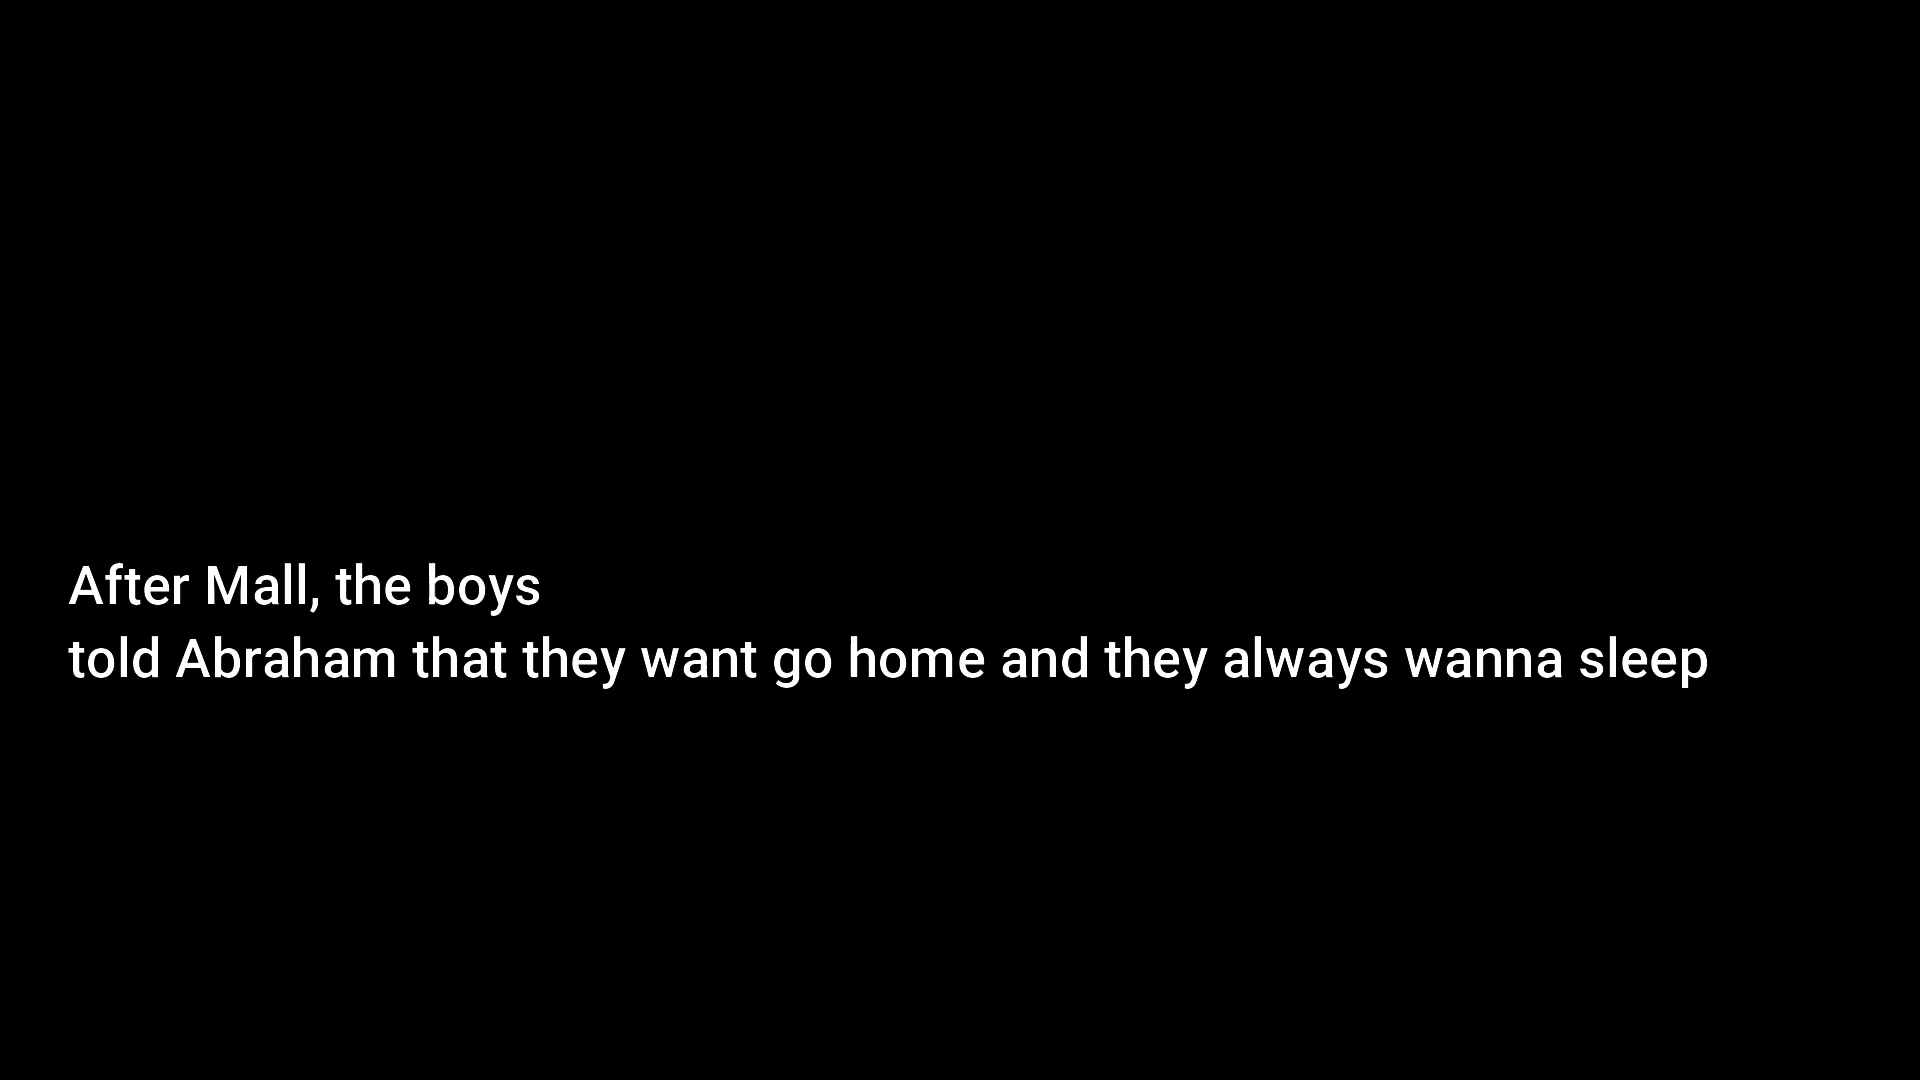 After Mall, the boys
told Abraham that they want go home and they always wanna sleep